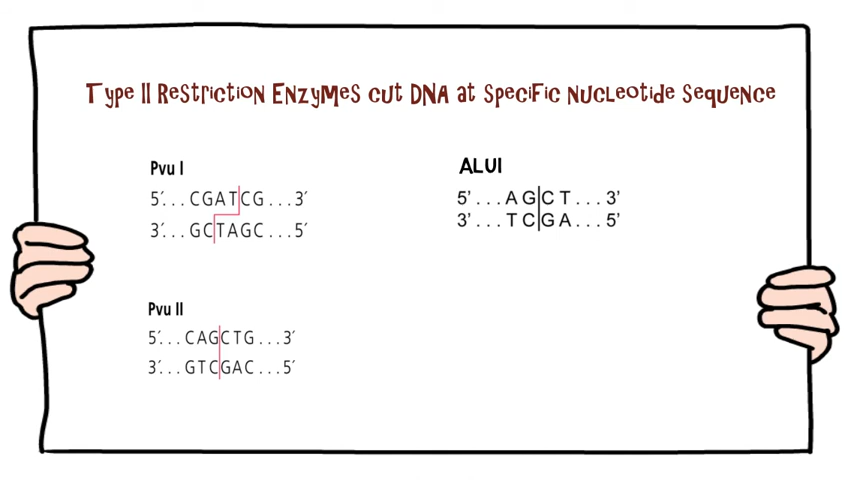 Type II Restriction Enzymes cut DNA at Specific Nucleotide Sequence
Pvu I
5′...CGATCG...3′
3′...GCTAGC...5′
ALUI
5’...AGCT...3’
3’...TCGA...5’
Pvu II
5′...CAGCTG...3′
3′...GTCGAC...5′